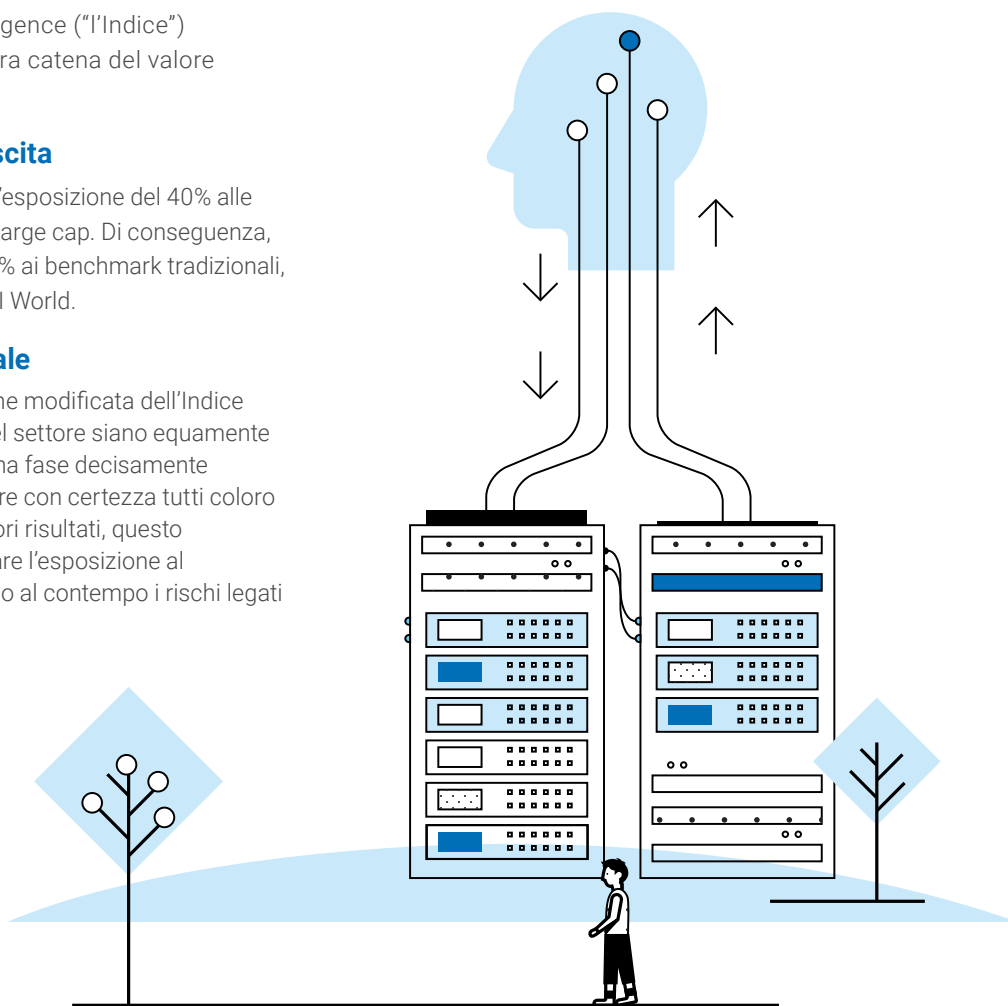 gence (“l’Indice”)
ra catena del valore
scita
’esposizione del 40% alle
arge cap. Di conseguenza,
% ai benchmark tradizionali,
I World.
ale
ne modificata dell’Indice
el settore siano equamente
na fase decisamente
re con certezza tutti coloro
ori risultati, questo
are l’esposizione al
o al contempo i rischi legati